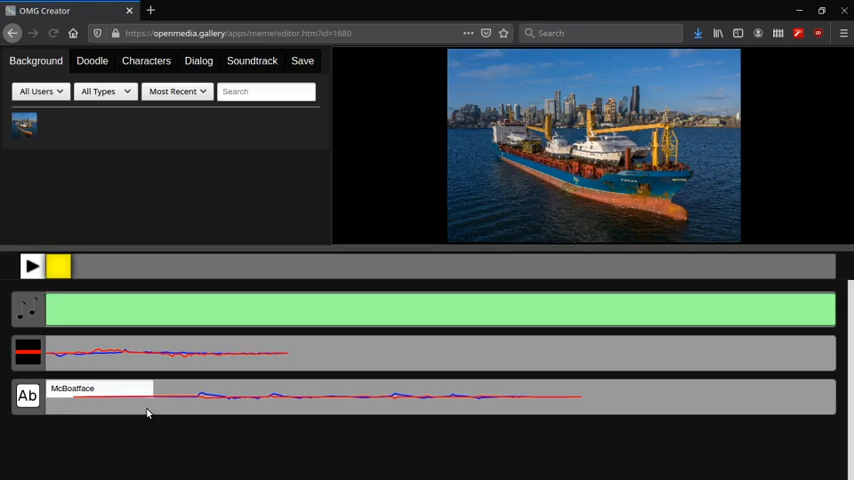 OMG Creator
https://openmedia.gallery/apps/meme/editor.htm?id=1680
Search
Background Doodle Characters Dialog Soundtrack Save
All Users All Types Most Recent Search
Ab McBoatface